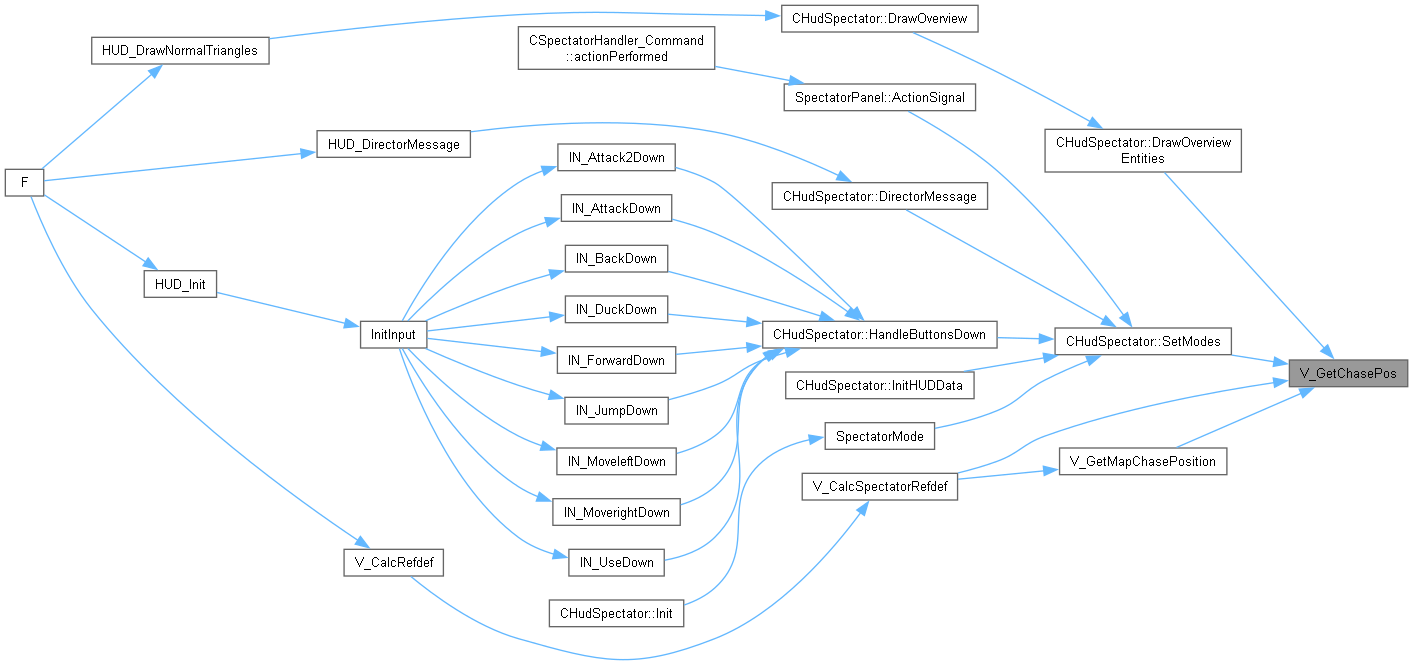 CHudSpectator::DrawOverview
HUD_DrawNormalTriangles
CSpectatorHandler_Command
::actionPerformed
SpectatorPanel::ActionSignal
HUD_DirectorMessage
CHudSpectator::DrawOverview
Entities
IN_Attack2Down
F
CHudSpectator::DirectorMessage
IN_AttackDown
IN_BackDown
HUD_Init
IN_DuckDown
InitInput
CHudSpectator::HandleButtonsDown
CHudSpectator::SetModes
IN_ForwardDown
V_GetChasePos
CHudSpectator::InitHUDData
IN_JumpDown
SpectatorMode
IN_MoveleftDown
V_GetMapChasePosition
V_CalcSpectatorRefdef
IN_MoverightDown
V_CalcRefdef
IN_UseDown
CHudSpectator::Init